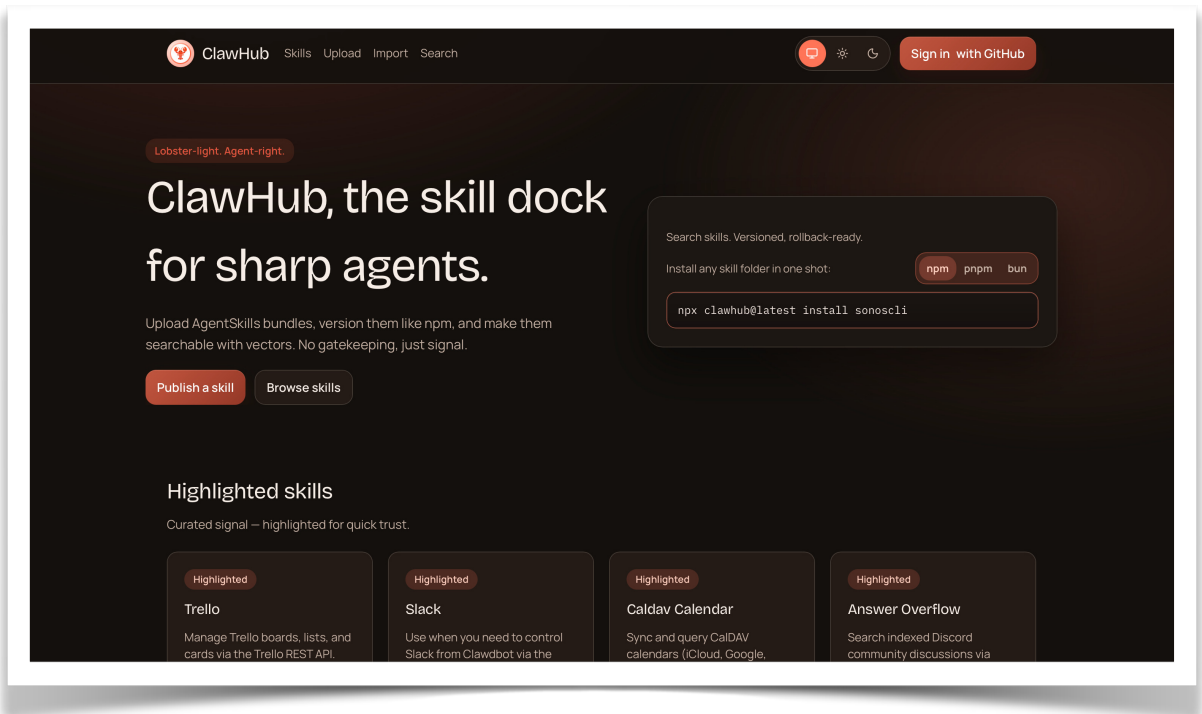 ClawHub Skills Upload Import Search Sign in with GitHub
Lobster-light. Agent-right.
ClawHub, the skill dock
for sharp agents.
Upload AgentSkills bundles, version them like npm, and make them
searchable with vectors. No gatekeeping, just signal.
Publish a skill Browse skills
Search skills. Versioned, rollback-ready.
Install any skill folder in one shot: npm pnpm bun
npx clawhub@latest install sonoscli
Highlighted skills
Curated signal — highlighted for quick trust.
Highlighted
Trello
Manage Trello boards, lists, and
cards via the Trello REST API.
Highlighted
Slack
Use when you need to control
Slack from Clawdbot via the
Highlighted
Caldav Calendar
Sync and query CalDAV
calendars (iCloud, Google,
Highlighted
Answer Overflow
Search indexed Discord
community discussions via